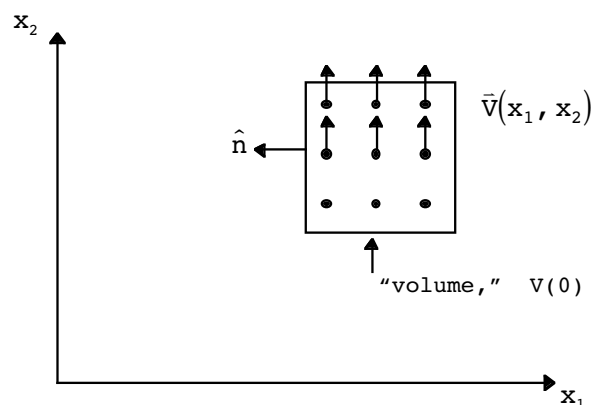 x₂
V⃗(x₁, x₂)
n̂
“volume,” V(0)
x₁